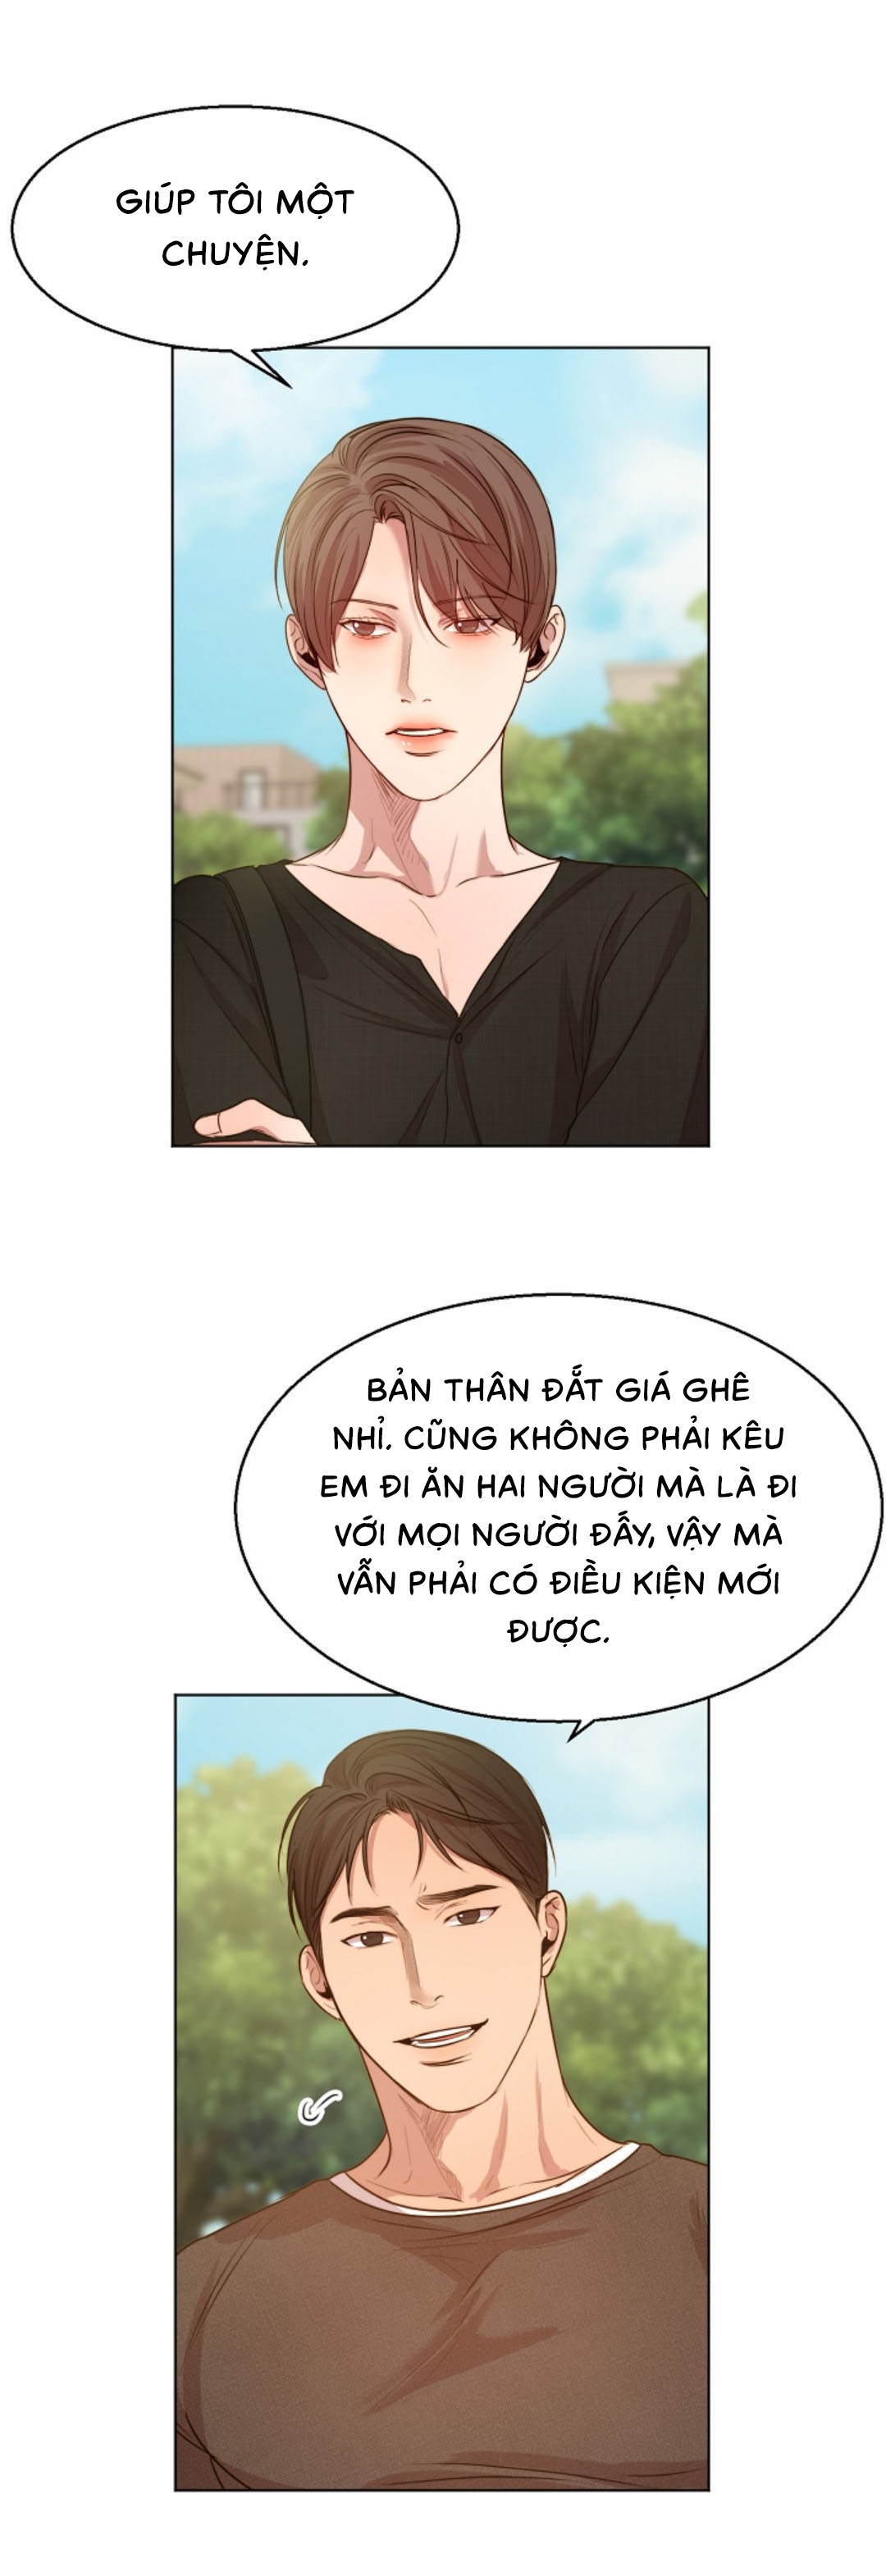 GIÚP TÔI MỘT
CHUYỆN.
BẢN THÂN ĐẮT GIÁ GHÊ
NHỈ. CŨNG KHÔNG PHẢI KÊU
EM ĐI ĂN HAI NGƯỜI MÀ LÀ ĐI
VỚI MỌI NGƯỜI ĐẤY, VẬY MÀ
VẪN PHẢI CÓ ĐIỀU KIỆN MỚI
ĐƯỢC.